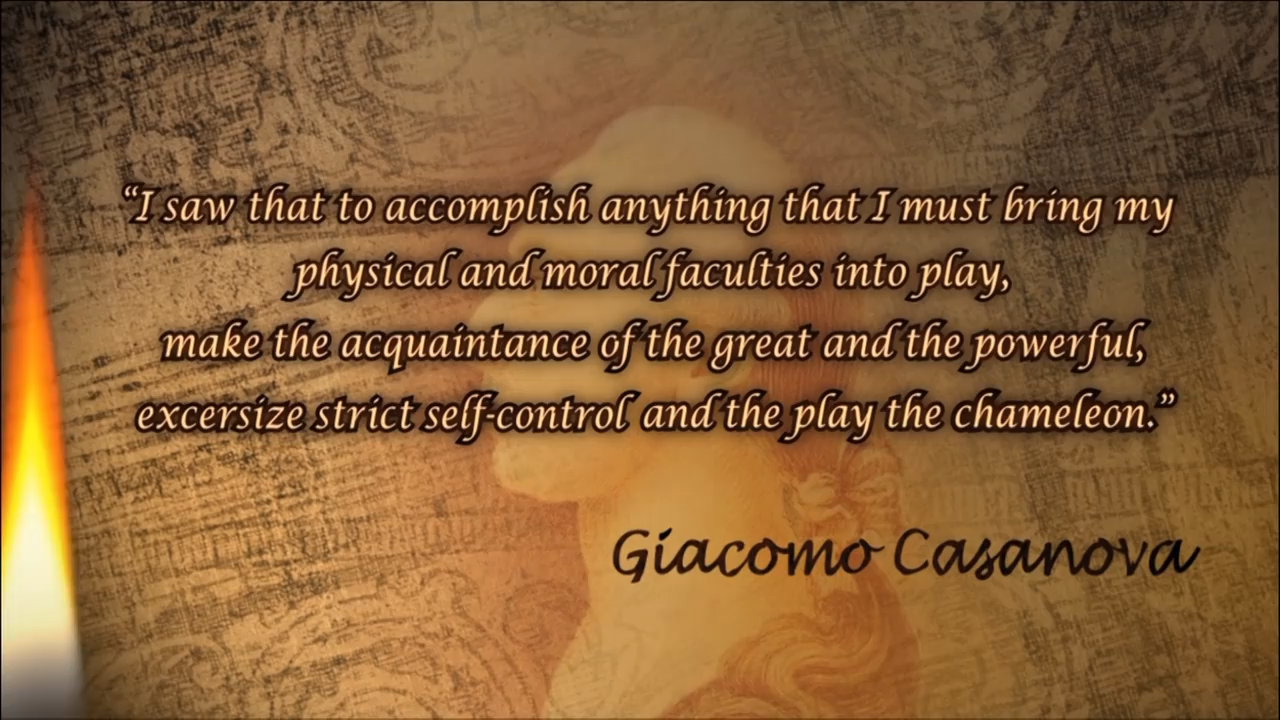 “I saw that to accomplish anything that I must bring my
physical and moral faculties into play,
make the acquaintance of the great and the powerful,
excersize strict self-control and the play the chameleon.”
Giacomo Casanova